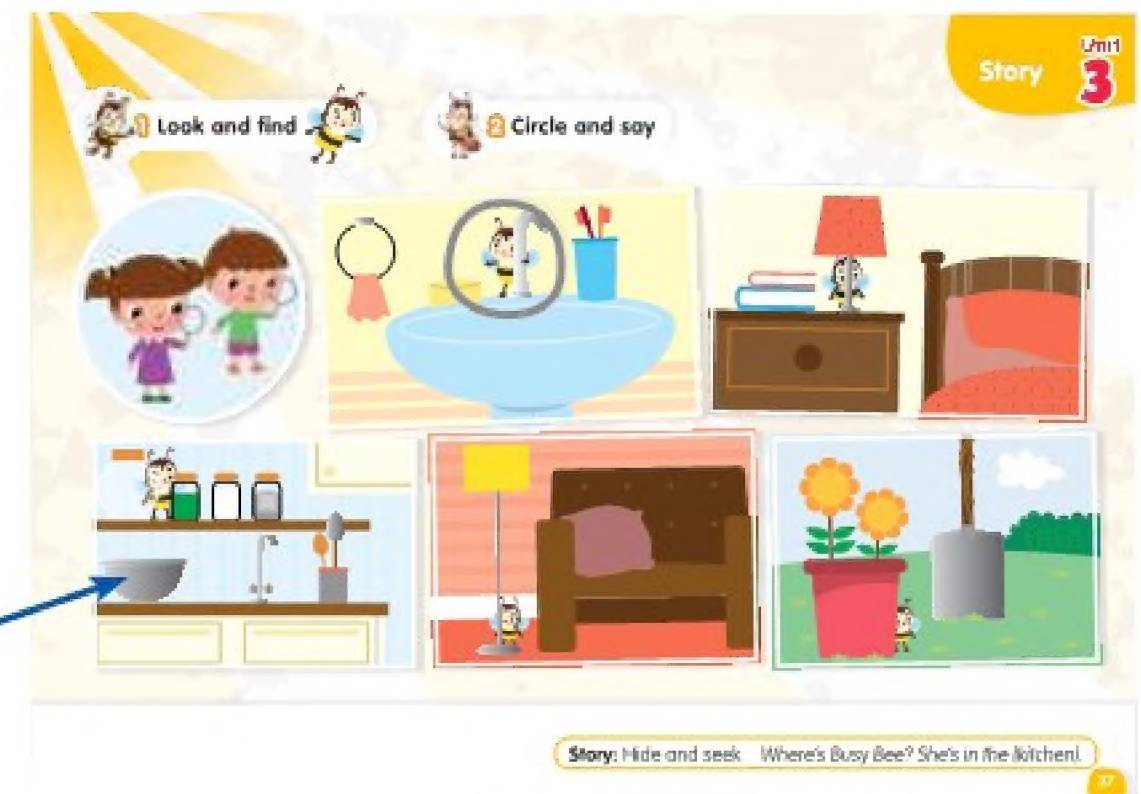 Unit
Story 3
1 Look and find
2 Circle and say
Story: Hide and seek Where's Busy Bee? She's in the (kitchen).
37